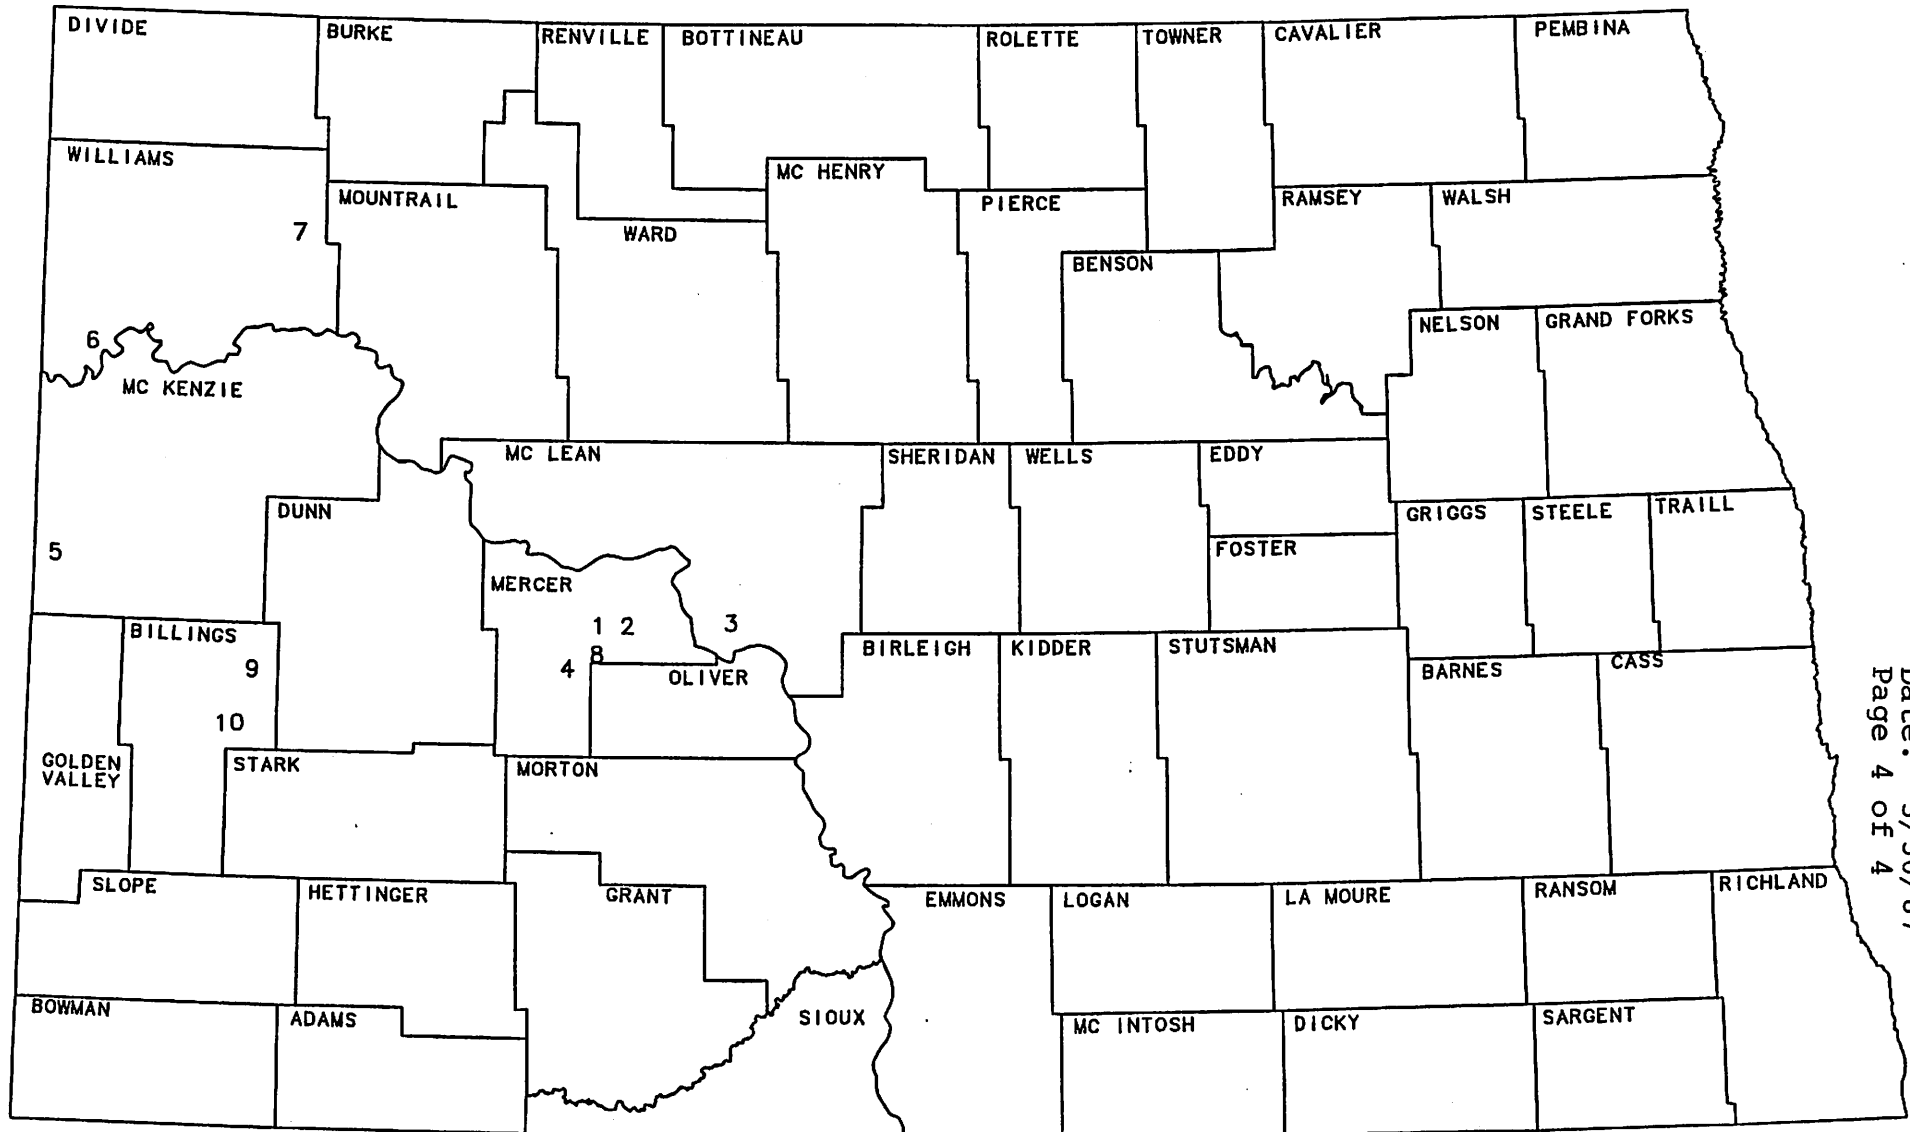 DIVIDE
BURKE
RENVILLE
BOTTINEAU
ROLETTE
TOWNER
CAVALIER
PEMBINA
WILLIAMS
MOUNTRAIL
MC HENRY
PIERCE
RAMSEY
WALSH
7
WARD
BENSON
6
MC KENZIE
NELSON
GRAND FORKS
MC LEAN
SHERIDAN
WELLS
EDDY
DUNN
GRIGGS
STEELE
TRAILL
5
FOSTER
MERCER
1 2
3
BILLINGS
9
8
4
OLIVER
BIRLEIGH
KIDDER
STUTSMAN
BARNES
CASS
10
GOLDEN
VALLEY
STARK
MORTON
SLOPE
HETTINGER
GRANT
EMMONS
LOGAN
LA MOURE
RANSOM
RICHLAND
BOWMAN
ADAMS
SIOUX
MC INTOSH
DICKY
SARGENT
Page 4 of 4